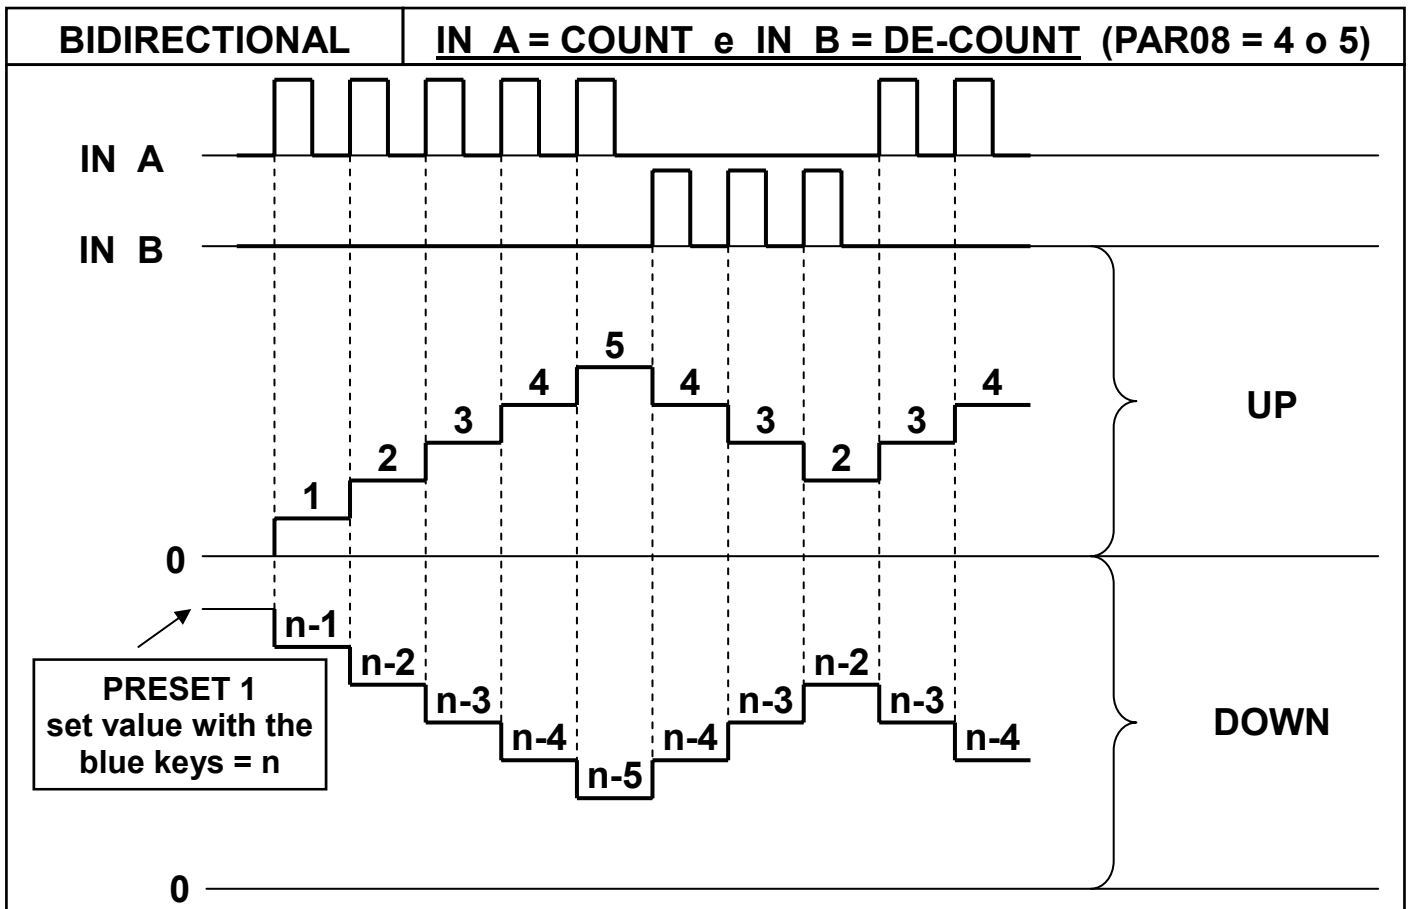 BIDIRECTIONAL
IN A = COUNT e IN B = DE-COUNT (PAR08 = 4 o 5)
IN A
IN B
5
4 4 4
3 3 3
2 2
1
UP
0
n-1
n-2 n-2
n-3 n-3 n-3
n-4 n-4 n-4
n-5
PRESET 1
set value with the
blue keys = n
DOWN
0